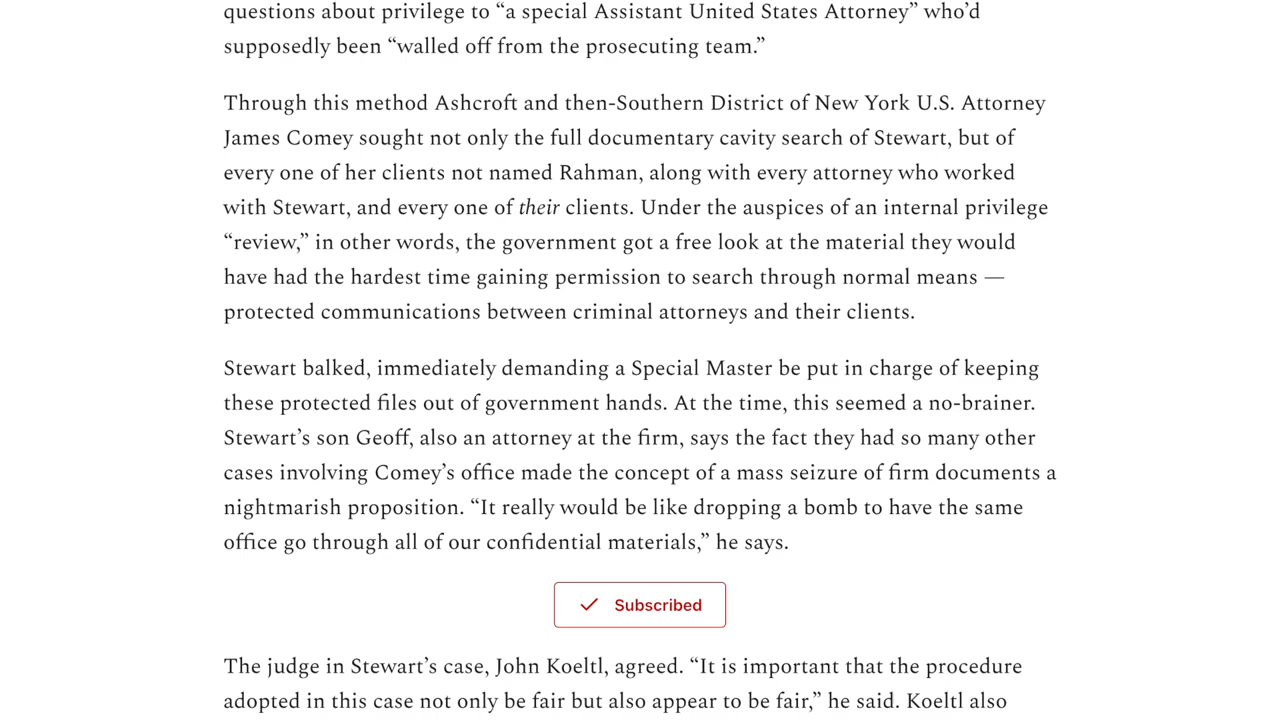 questions about privilege to “a special Assistant United States Attorney” who’d
supposedly been “walled off from the prosecuting team.”
Through this method Ashcroft and then-Southern District of New York U.S. Attorney
James Comey sought not only the full documentary cavity search of Stewart, but of
every one of her clients not named Rahman, along with every attorney who worked
with Stewart, and every one of their clients. Under the auspices of an internal privilege
“review,” in other words, the government got a free look at the material they would
have had the hardest time gaining permission to search through normal means —
protected communications between criminal attorneys and their clients.
Stewart balked, immediately demanding a Special Master be put in charge of keeping
these protected files out of government hands. At the time, this seemed a no-brainer.
Stewart’s son Geoff, also an attorney at the firm, says the fact they had so many other
cases involving Comey’s office made the concept of a mass seizure of firm documents a
nightmarish proposition. “It really would be like dropping a bomb to have the same
office go through all of our confidential materials,” he says.
Subscribed
The judge in Stewart’s case, John Koeltl, agreed. “It is important that the procedure
adopted in this case not only be fair but also appear to be fair,” he said. Koeltl also